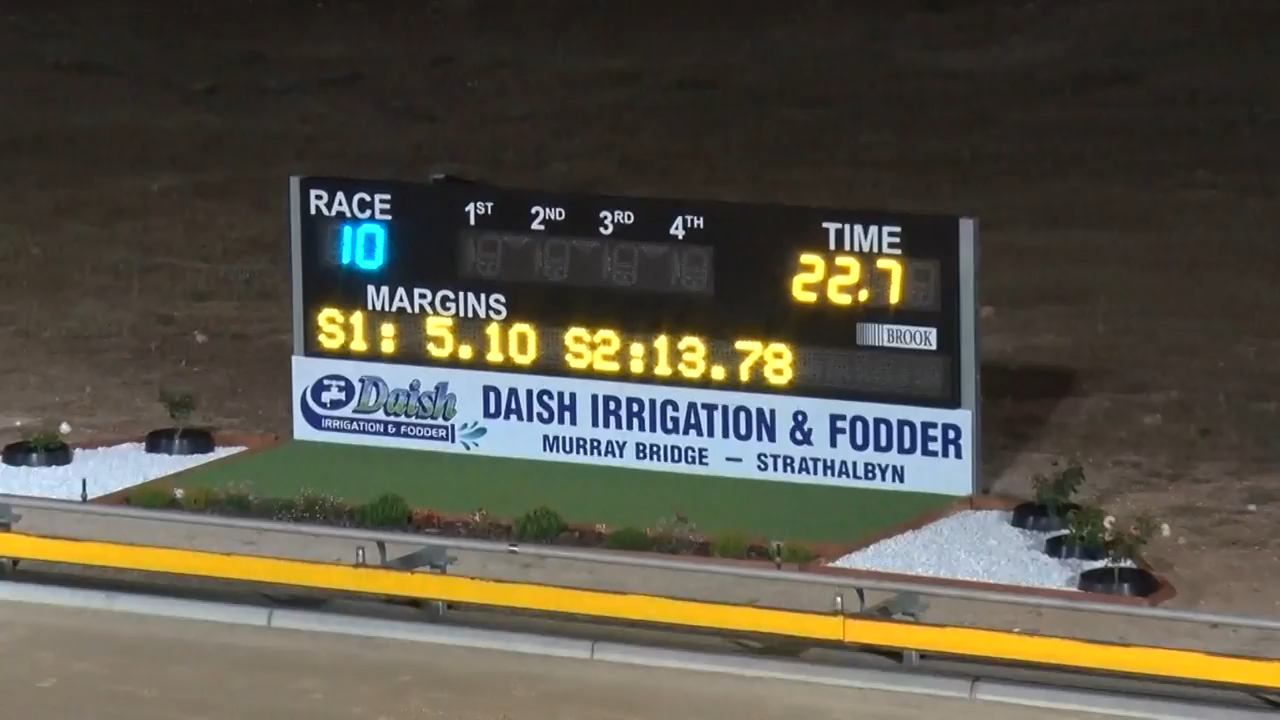 RACE 1ST 2ND 3RD 4TH TIME
10 22.7
MARGINS
S1: 5.10 S2:13.78
BROOK
Daish
IRRIGATION & FODDER
DAISH IRRIGATION & FODDER
MURRAY BRIDGE – STRATHALBYN